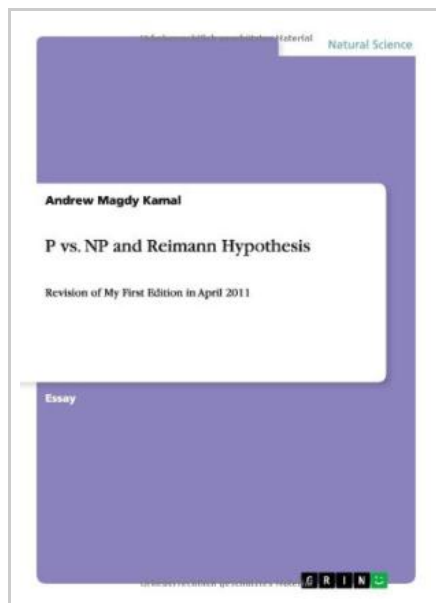 Natural Science
Andrew Magdy Kamal
P vs. NP and Reimann Hypothesis
Revision of My First Edition in April 2011
Essay
GRIN